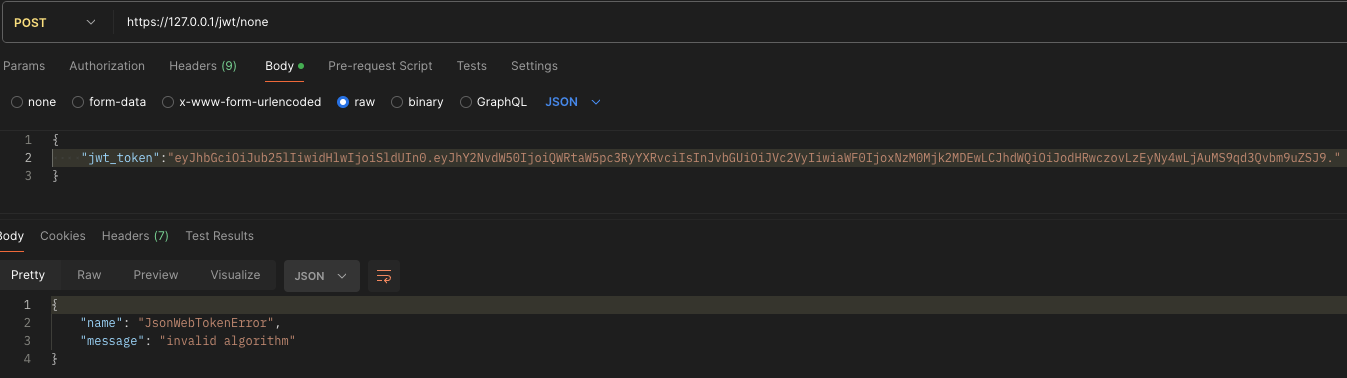 POST https://127.0.0.1/jwt/none
Params Authorization Headers (9) Body Pre-request Script Tests Settings
none form-data x-www-form-urlencoded raw binary GraphQL JSON
1 {
2 "jwt_token":"eyJhbGciOiJub25lIiwidHlwIjoiSldUIn0.eyJhY2NvdW50IjoiQWRtaW5pc3RyYXRvciIsInJvbGUiOiJVc2VyIiwiaWF0IjoxNzM0Mjk2MDEwLCJhdWQiOiJodHRwczovLzEyNy4wLjAuMS9qd3Qvbm9uZSJ9."
3 }
Body Cookies Headers (7) Test Results
Pretty Raw Preview Visualize JSON
1 {
2 "name": "JsonWebTokenError",
3 "message": "invalid algorithm"
4 }